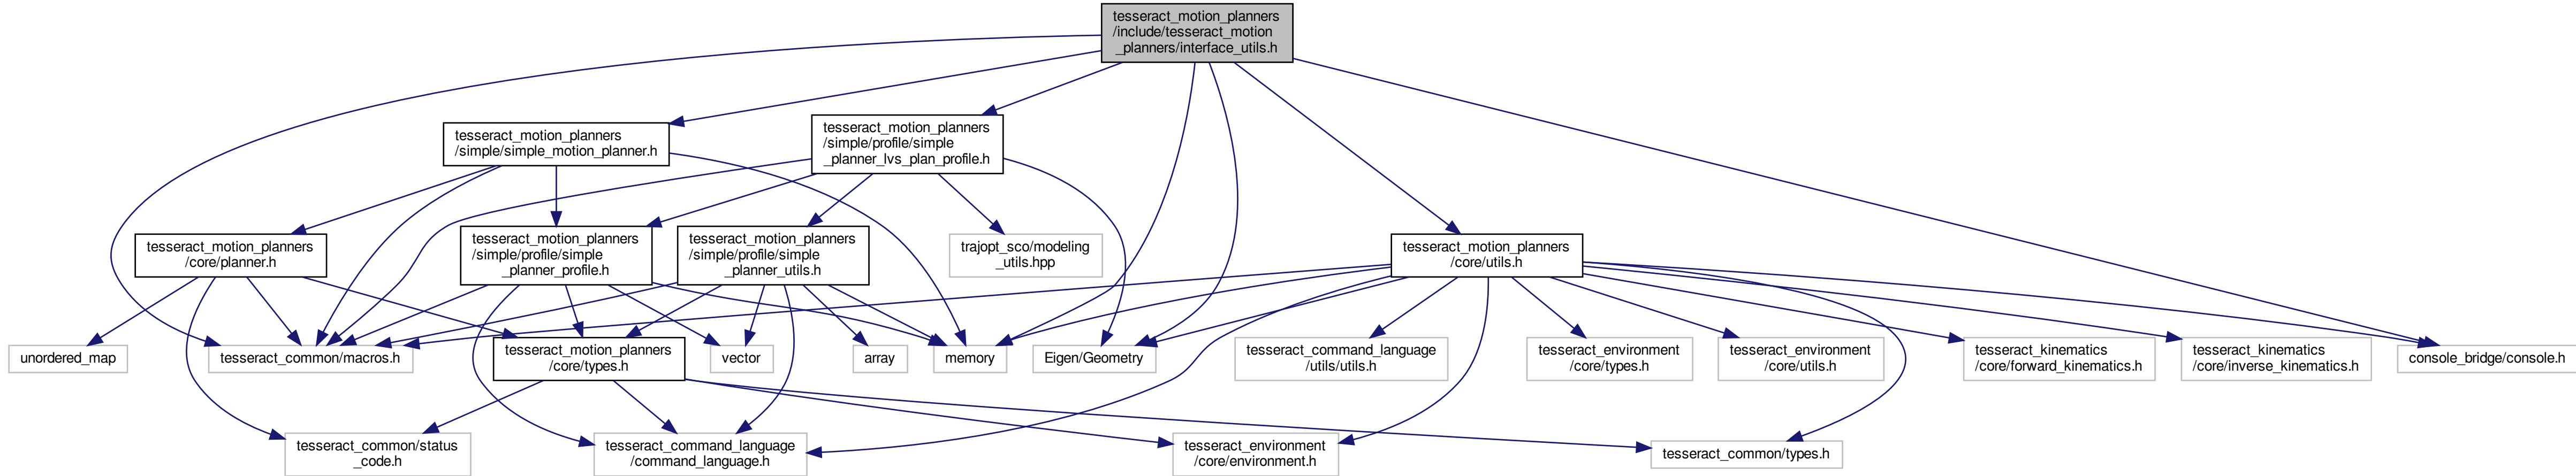 tesseract_motion_planners
/include/tesseract_motion
_planners/interface_utils.h
tesseract_motion_planners
/simple/simple_motion_planner.h
tesseract_motion_planners
/simple/profile/simple
_planner_lvs_plan_profile.h
tesseract_motion_planners
/core/planner.h
tesseract_motion_planners
/simple/profile/simple
_planner_profile.h
tesseract_motion_planners
/simple/profile/simple
_planner_utils.h
trajopt_sco/modeling
_utils.hpp
tesseract_motion_planners
/core/utils.h
unordered_map
tesseract_common/macros.h
tesseract_motion_planners
/core/types.h
vector
array
memory
Eigen/Geometry
tesseract_command_language
/utils/utils.h
tesseract_environment
/core/types.h
tesseract_environment
/core/utils.h
tesseract_kinematics
/core/forward_kinematics.h
tesseract_kinematics
/core/inverse_kinematics.h
console_bridge/console.h
tesseract_common/status
_code.h
tesseract_command_language
/command_language.h
tesseract_environment
/core/environment.h
tesseract_common/types.h